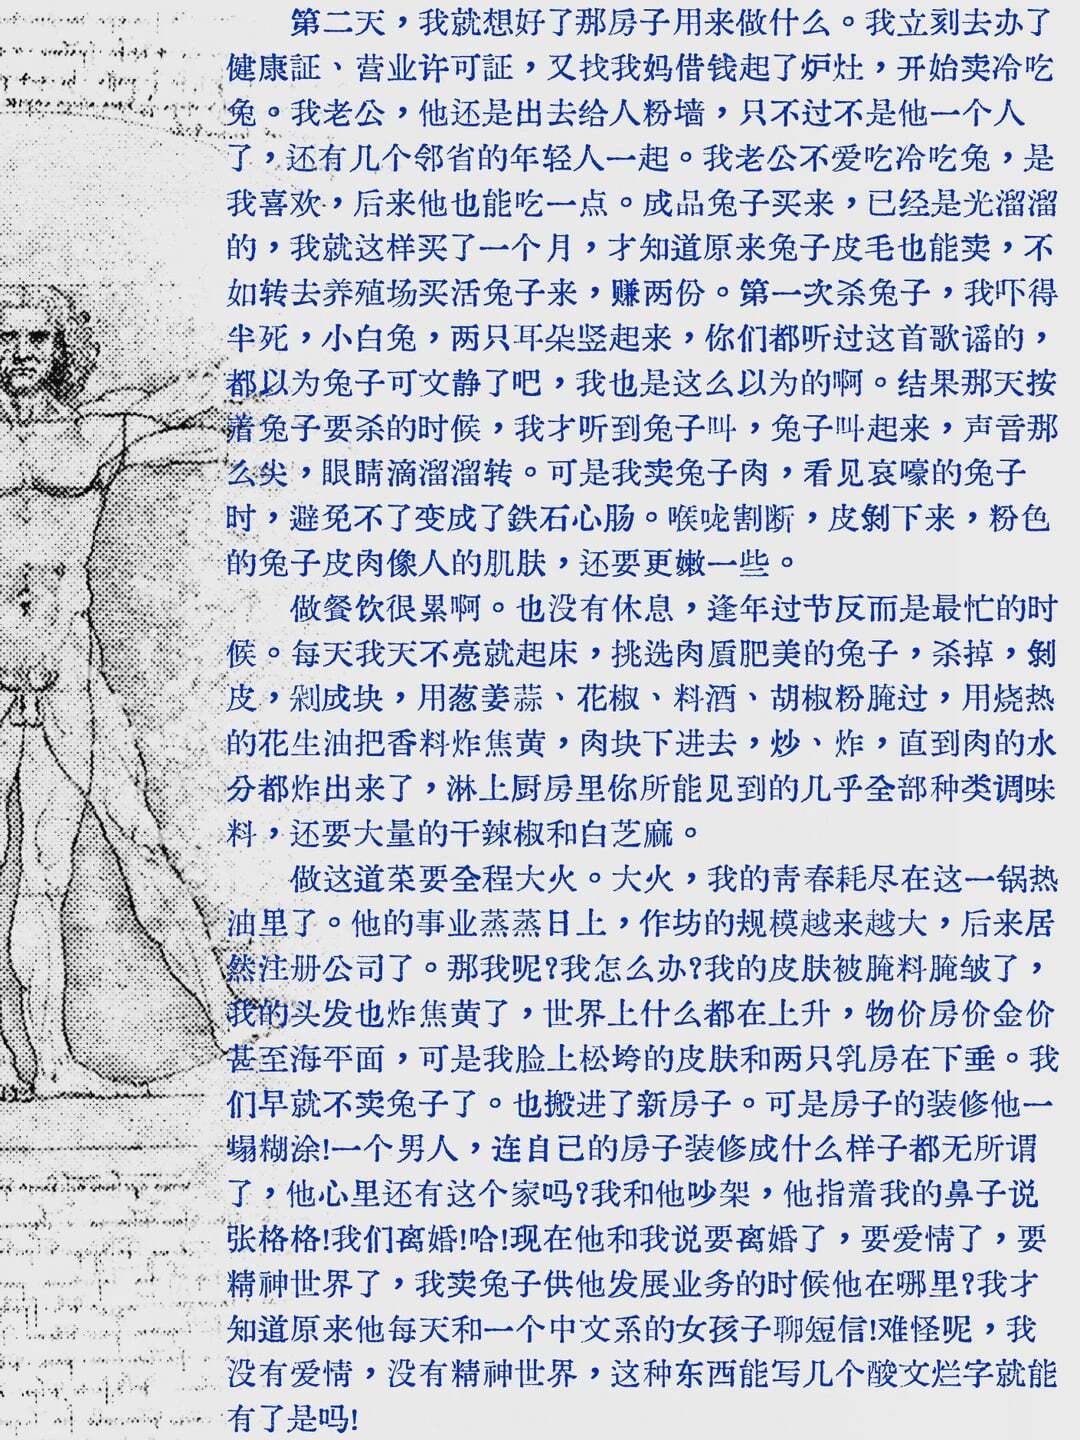 第二天，我就想好了那房子用来做什么。我立刻去办了
健康証、营业许可証，又找我妈借钱起了炉灶，开始卖冷吃
兔。我老公，他还是出去给人粉墙，只不过不是他一个人
了，还有几个邻省的年轻人一起。我老公不爱吃冷吃兔，是
我喜欢，后来他也能吃一点。成品兔子买来，已经是光溜溜
的，我就这样买了一个月，才知道原来兔子皮毛也能卖，不
如转去养殖场买活兔子来，赚两份。第一次杀兔子，我吓得
半死，小白兔，两只耳朵竖起来，你们都听过这首歌谣的，
都以为兔子可文静了吧，我也是这么以为的啊。结果那天按
着兔子要杀的时候，我才听到兔子叫，兔子叫起来，声音那
么尖，眼睛滴溜溜转。可是我卖兔子肉，看见哀嚎的兔子
时，避免不了变成了鉄石心肠。喉咙割断，皮剝下来，粉色
的兔子皮肉像人的肌肤，还要更嫩一些。
做餐饮很累啊。也没有休息，逢年过节反而是最忙的时
候。每天我天不亮就起床，挑选肉質肥美的兔子，杀掉，剝
皮，剁成块，用葱姜蒜、花椒、料酒、胡椒粉腌过，用烧热
的花生油把香料炸焦黄，肉块下进去，炒、炸，直到肉的水
分都炸出来了，淋上厨房里你所能见到的几乎全部种类调味
料，还要大量的干辣椒和白芝麻。
做这道菜要全程大火。大火，我的青春耗尽在这一锅热
油里了。他的事业蒸蒸日上，作坊的规模越来越大，后来居
然注册公司了。那我呢?我怎么办?我的皮肤被腌料腌皱了，
我的头发也炸焦黄了，世界上什么都在上升，物价房价金价
甚至海平面，可是我脸上松垮的皮肤和两只乳房在下垂。我
们早就不卖兔子了。也搬进了新房子。可是房子的装修他一
塌糊涂!一个男人，连自己的房子装修成什么样子都无所谓
了，他心里还有这个家吗?我和他吵架，他指着我的鼻子说
张格格!我们离婚!哈!现在他和我说要离婚了，要爱情了，要
精神世界了，我卖兔子供他发展业务的时候他在哪里?我才
知道原来他每天和一个中文系的女孩子聊短信!难怪呢，我
没有爱情，没有精神世界，这种东西能写几个酸文烂字就能
有了是吗!